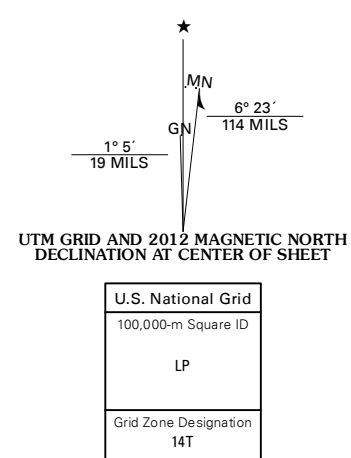 ★
MN
6° 23´
114 MILS
GN
1° 5´
19 MILS
UTM GRID AND 2012 MAGNETIC NORTH
DECLINATION AT CENTER OF SHEET
U.S. National Grid
100,000-m Square ID
LP
Grid Zone Designation
14T